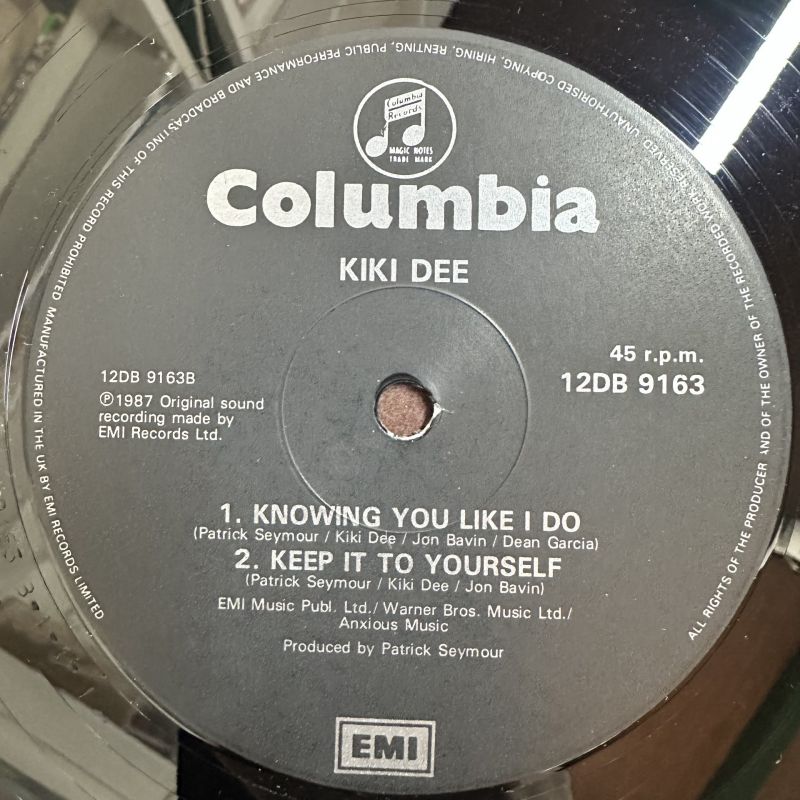 Columbia
Records
MAGIC NOTES
TRADE MARK
Columbia
KIKI DEE
45 r.p.m.
12DB 9163
12DB 9163B
℗1987 Original sound
recording made by
EMI Records Ltd.
1. KNOWING YOU LIKE I DO
(Patrick Seymour / Kiki Dee / Jon Bavin / Dean Garcia)
2. KEEP IT TO YOURSELF
(Patrick Seymour / Kiki Dee / Jon Bavin)
EMI Music Publ. Ltd./ Warner Bros. Music Ltd./
Anxious Music
Produced by Patrick Seymour
EMI
ALL RIGHTS OF THE PRODUCER AND OF THE OWNER OF THE RECORDED WORK RESERVED. UNAUTHORISED COPYING, HIRING, RENTING, PUBLIC PERFORMANCE AND BROADCASTING OF THIS RECORD PROHIBITED. MANUFACTURED IN THE UK BY EMI RECORDS LIMITED